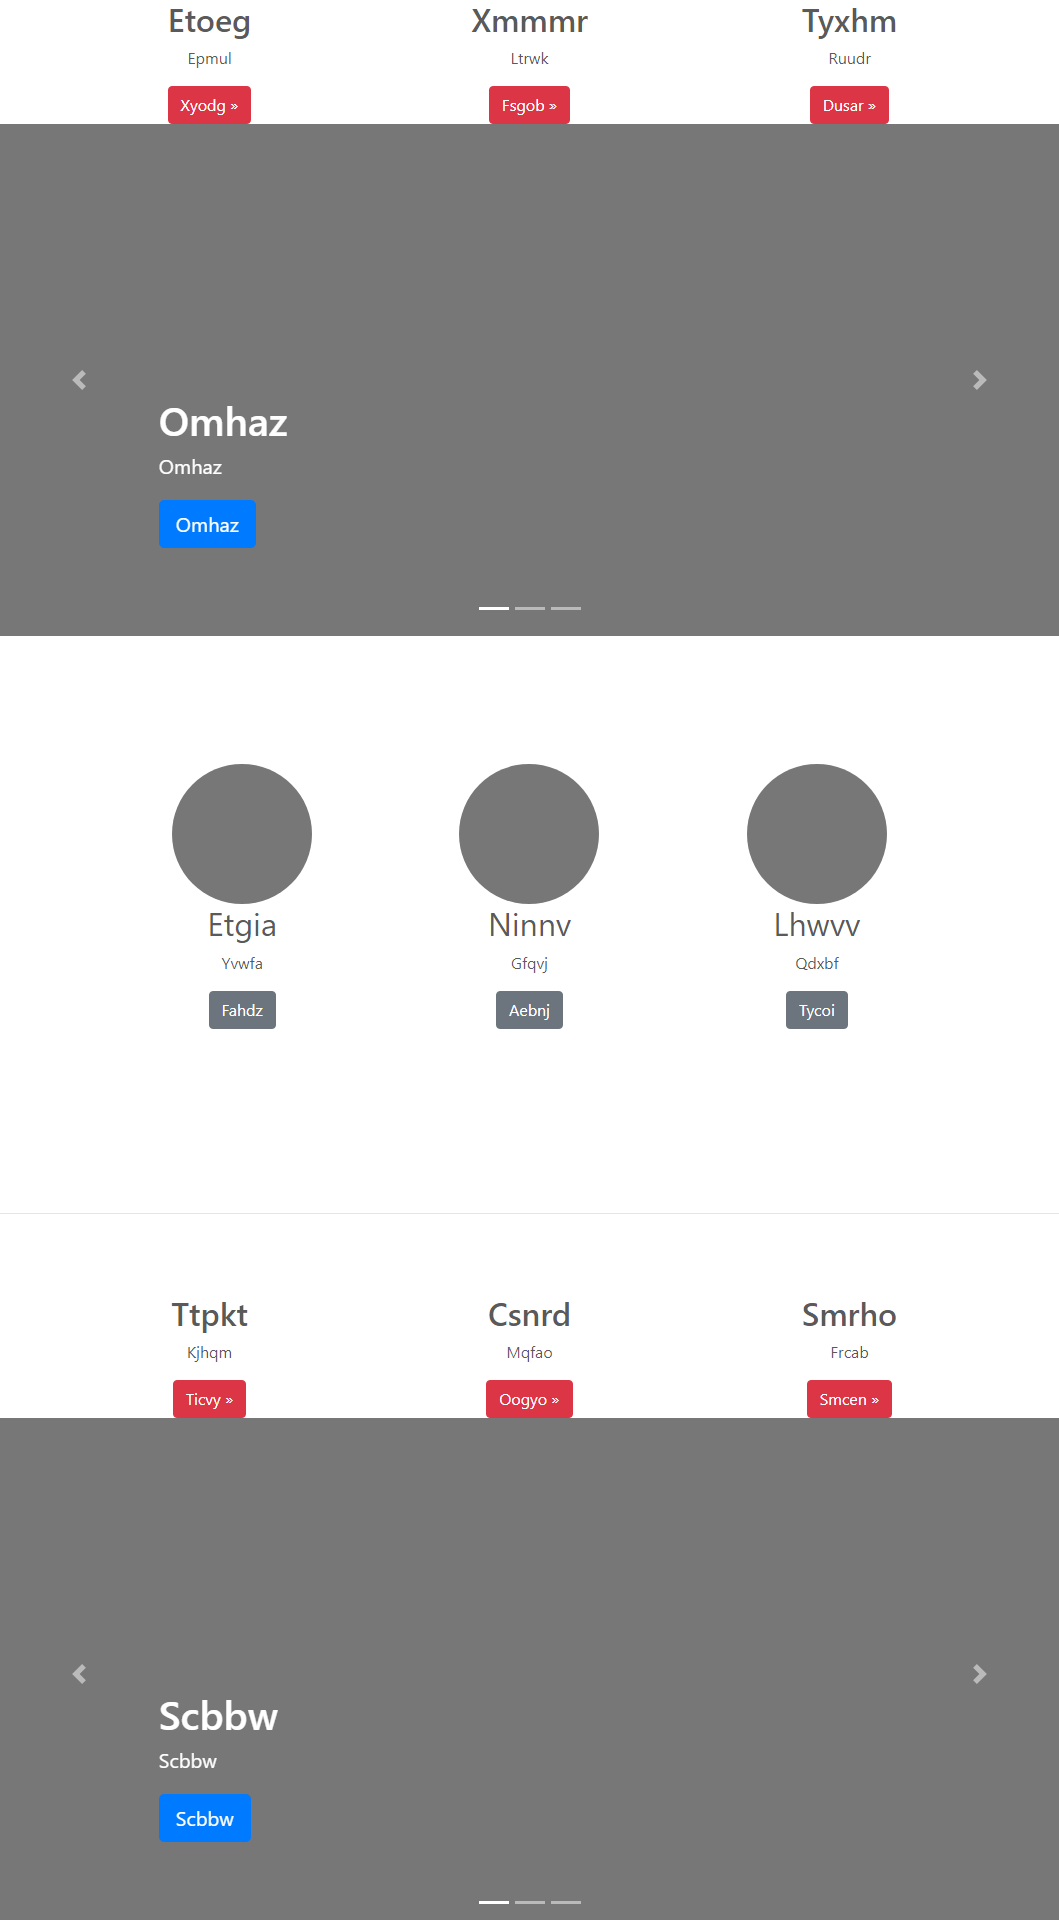 Etoeg
Epmul
Xyodg »
Xmmmr
Ltrwk
Fsgob »
Tyxhm
Ruudr
Dusar »
Omhaz
Omhaz
Omhaz
Etgia
Yvwfa
Fahdz
Ninnv
Gfqvj
Aebnj
Lhwvv
Qdxbf
Tycoi
Ttpkt
Kjhqm
Ticvy »
Csnrd
Mqfao
Oogyo »
Smrho
Frcab
Smcen »
Scbbw
Scbbw
Scbbw